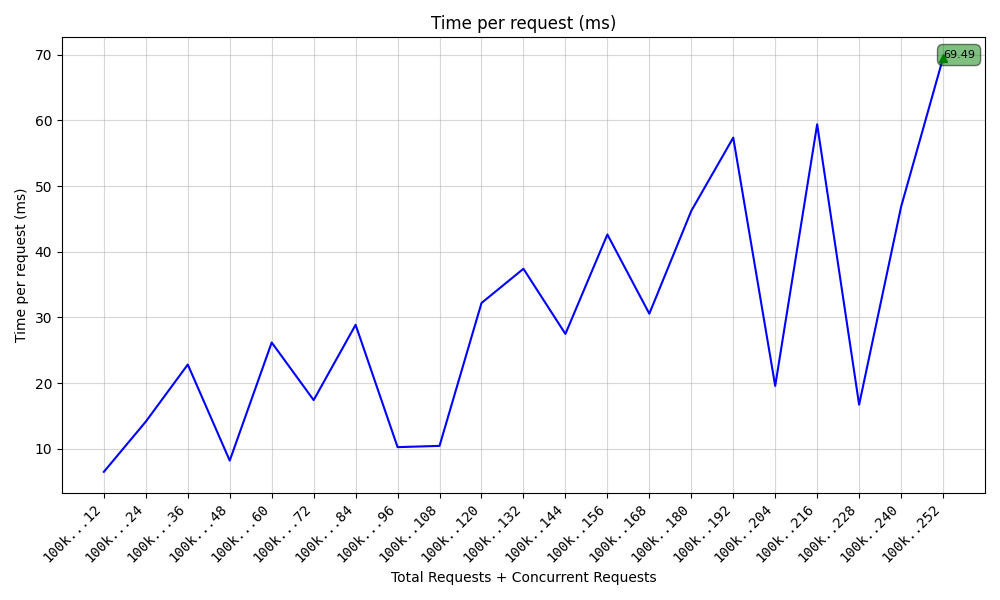 Time per request (ms)
69.49
70
60
50
40
30
20
10
Time per request (ms)
100k...12
100k...24
100k...36
100k...48
100k...60
100k...72
100k...84
100k...96
100k..108
100k..120
100k..132
100k..144
100k..156
100k..168
100k..180
100k..192
100k..204
100k..216
100k..228
100k..240
100k..252
Total Requests + Concurrent Requests